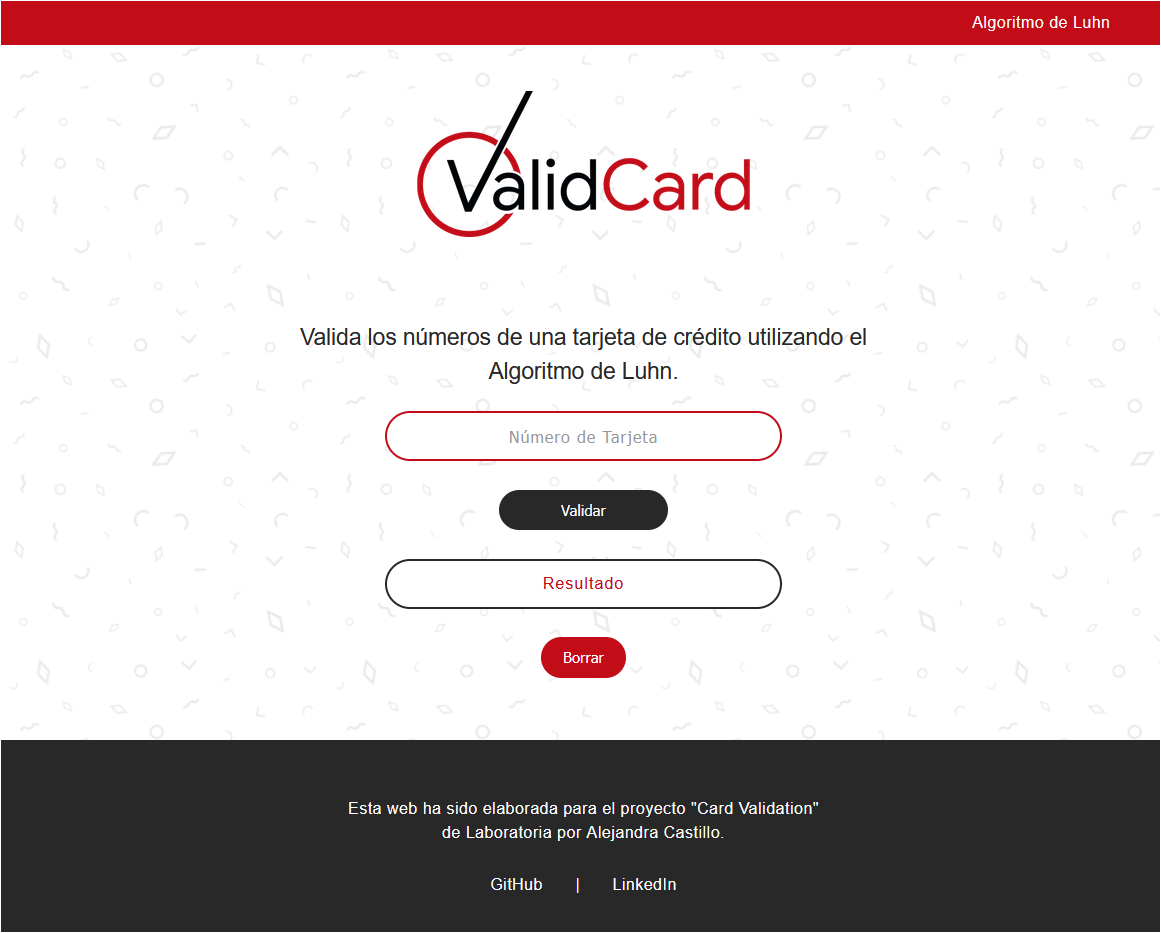 Algoritmo de Luhn
ValidCard
Valida los números de una tarjeta de crédito utilizando el
Algoritmo de Luhn.
Número de Tarjeta
Validar
Resultado
Borrar
Esta web ha sido elaborada para el proyecto "Card Validation"
de Laboratoria por Alejandra Castillo.
GitHub | LinkedIn